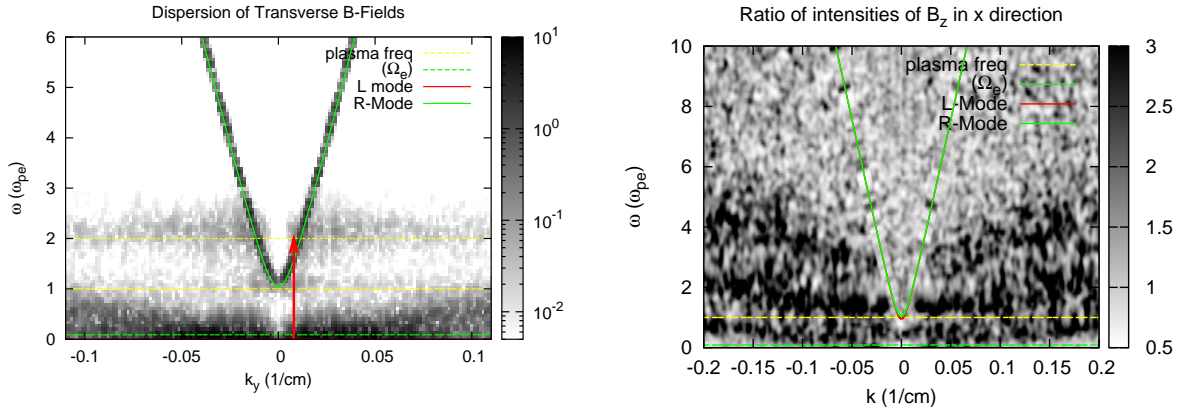 Dispersion of Transverse B-Fields
6
5
4
3
2
1
0
ω (ω_pe)
-0.1
-0.05
0
0.05
0.1
k_y (1/cm)
plasma freq
(Ω_e)
L mode
R-Mode
10^1
10^0
10^-1
10^-2
Ratio of intensities of B_z in x direction
10
8
6
4
2
0
ω (ω_pe)
-0.2
-0.15
-0.1
-0.05
0
0.05
0.1
0.15
0.2
k (1/cm)
plasma freq
(Ω_e)
L-Mode
R-Mode
3
2.5
2
1.5
1
0.5